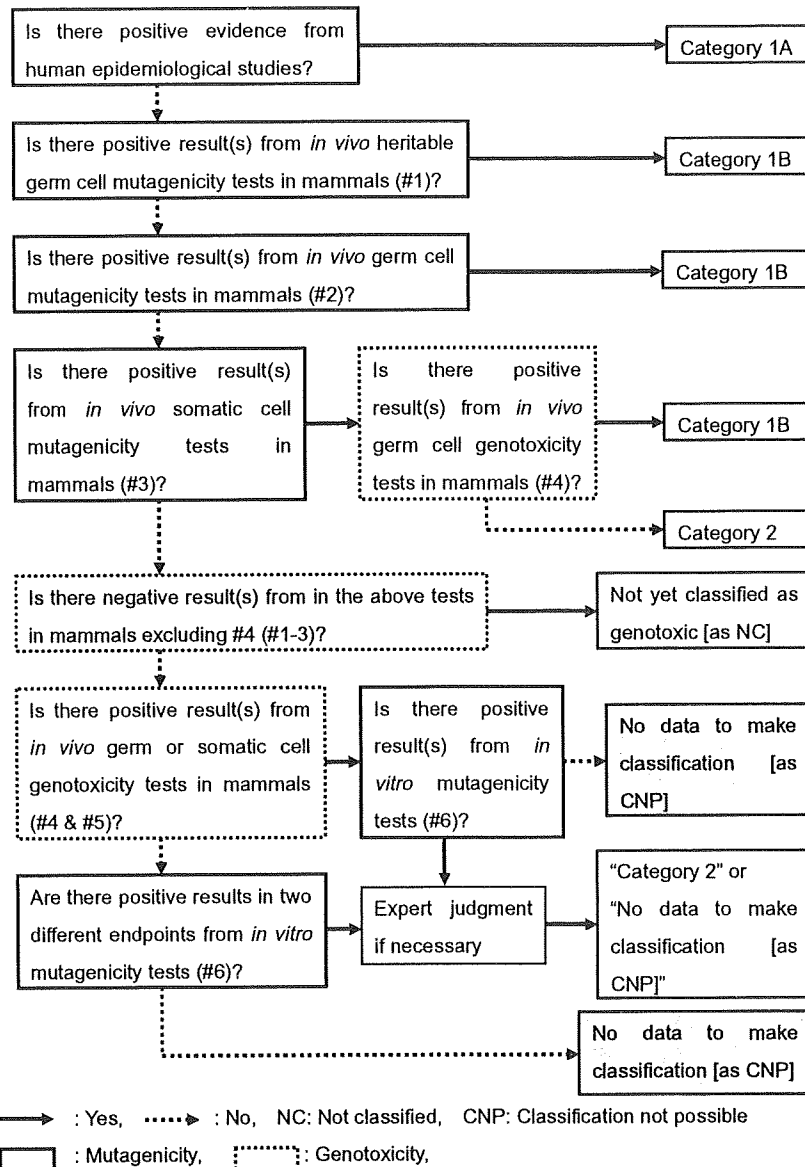 Is there positive evidence from
human epidemiological studies?
Category 1A
Is there positive result(s) from in vivo heritable
germ cell mutagenicity tests in mammals (#1)?
Category 1B
Is there positive result(s) from in vivo germ cell
mutagenicity tests in mammals (#2)?
Category 1B
Is there positive result(s)
from in vivo somatic cell
mutagenicity tests in
mammals (#3)?
Is there positive
result(s) from in vivo
germ cell genotoxicity
tests in mammals (#4)?
Category 1B
Category 2
Is there negative result(s) from in the above tests
in mammals excluding #4 (#1-3)?
Not yet classified as
genotoxic [as NC]
Is there positive result(s) from
in vivo germ or somatic cell
genotoxicity tests in mammals
(#4 & #5)?
Is there positive
result(s) from in
vitro mutagenicity
tests (#6)?
No data to make
classification [as
CNP]
Are there positive results in two
different endpoints from in vitro
mutagenicity tests (#6)?
Expert judgment
if necessary
“Category 2” or
“No data to make
classification [as
CNP]”
No data to make
classification [as CNP]
: Yes, : No, NC: Not classified, CNP: Classification not possible
: Mutagenicity, : Genotoxicity,